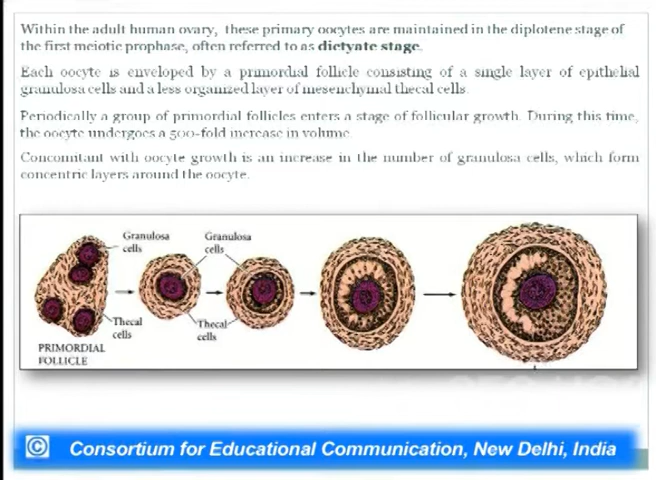 Within the adult human ovary, these primary oocytes are maintained in the diplotene stage of
the first meiotic prophase, often referred to as dictyate stage.
Each oocyte is enveloped by a primordial follicle consisting of a single layer of epithelial
granulosa cells and a less organized layer of mesenchymal thecal cells.
Periodically a group of primordial follicles enters a stage of follicular growth. During this time,
the oocyte undergoes a 500-fold increase in volume.
Concomitant with oocyte growth is an increase in the number of granulosa cells, which form
concentric layers around the oocyte.
Granulosa
cells
Granulosa
cells
Thecal
cells
Thecal
cells
PRIMORDIAL
FOLLICLE
© Consortium for Educational Communication, New Delhi, India